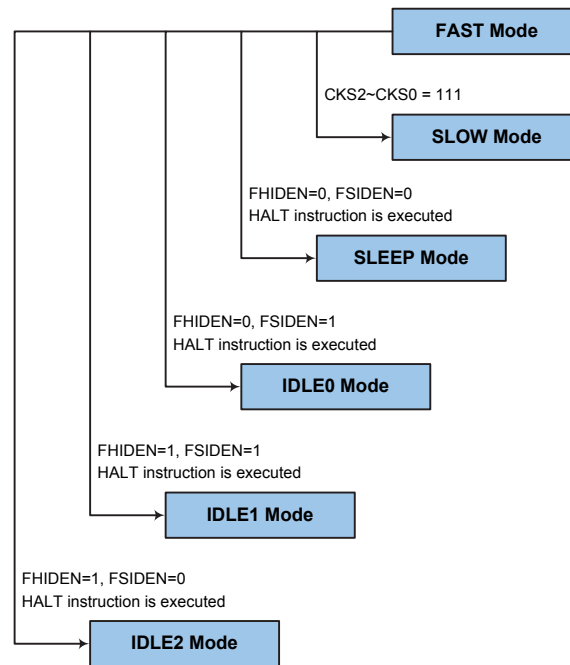 FAST Mode
CKS2~CKS0 = 111
SLOW Mode
FHIDEN=0, FSIDEN=0
HALT instruction is executed
SLEEP Mode
FHIDEN=0, FSIDEN=1
HALT instruction is executed
IDLE0 Mode
FHIDEN=1, FSIDEN=1
HALT instruction is executed
IDLE1 Mode
FHIDEN=1, FSIDEN=0
HALT instruction is executed
IDLE2 Mode